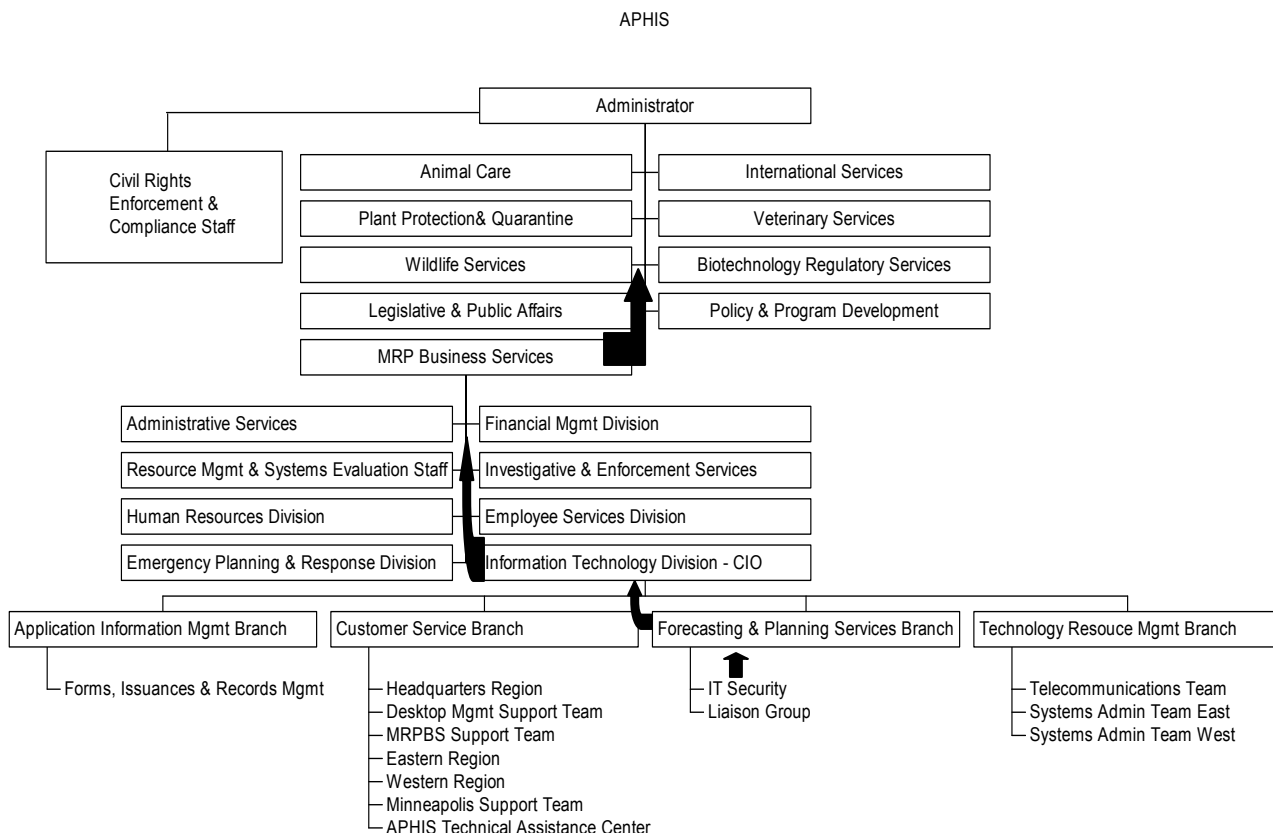 APHIS
Administrator
Civil Rights
Enforcement &
Compliance Staff
Animal Care
International Services
Plant Protection& Quarantine
Veterinary Services
Wildlife Services
Biotechnology Regulatory Services
Legislative & Public Affairs
Policy & Program Development
MRP Business Services
Administrative Services
Financial Mgmt Division
Resource Mgmt & Systems Evaluation Staff
Investigative & Enforcement Services
Human Resources Division
Employee Services Division
Emergency Planning & Response Division
Information Technology Division - CIO
Application Information Mgmt Branch
Forms, Issuances & Records Mgmt
Customer Service Branch
Headquarters Region
Desktop Mgmt Support Team
MRPBS Support Team
Eastern Region
Western Region
Minneapolis Support Team
APHIS Technical Assistance Center
Forecasting & Planning Services Branch
IT Security
Liaison Group
Technology Resouce Mgmt Branch
Telecommunications Team
Systems Admin Team East
Systems Admin Team West